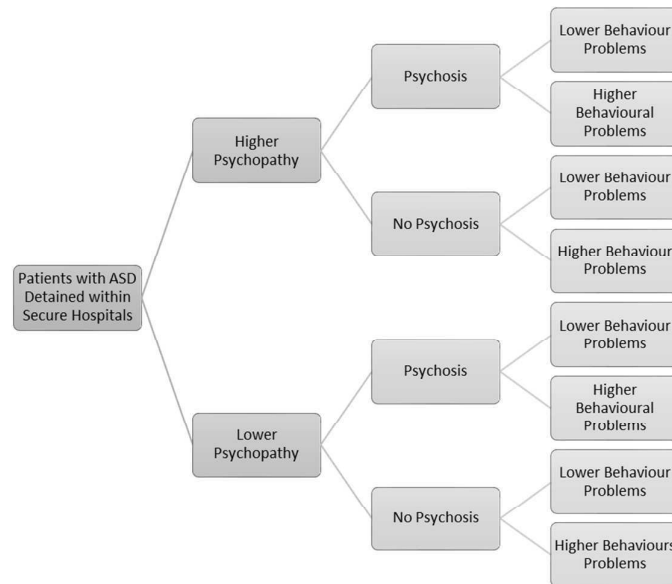 Patients with ASD
Detained within
Secure Hospitals
Higher
Psychopathy
Psychosis
Lower Behaviour
Problems
Higher
Behavioural
Problems
No Psychosis
Lower Behaviour
Problems
Higher Behaviour
Problems
Lower
Psychopathy
Psychosis
Lower Behaviour
Problems
Higher
Behavioural
Problems
No Psychosis
Lower Behaviour
Problems
Higher Behaviours
Problems